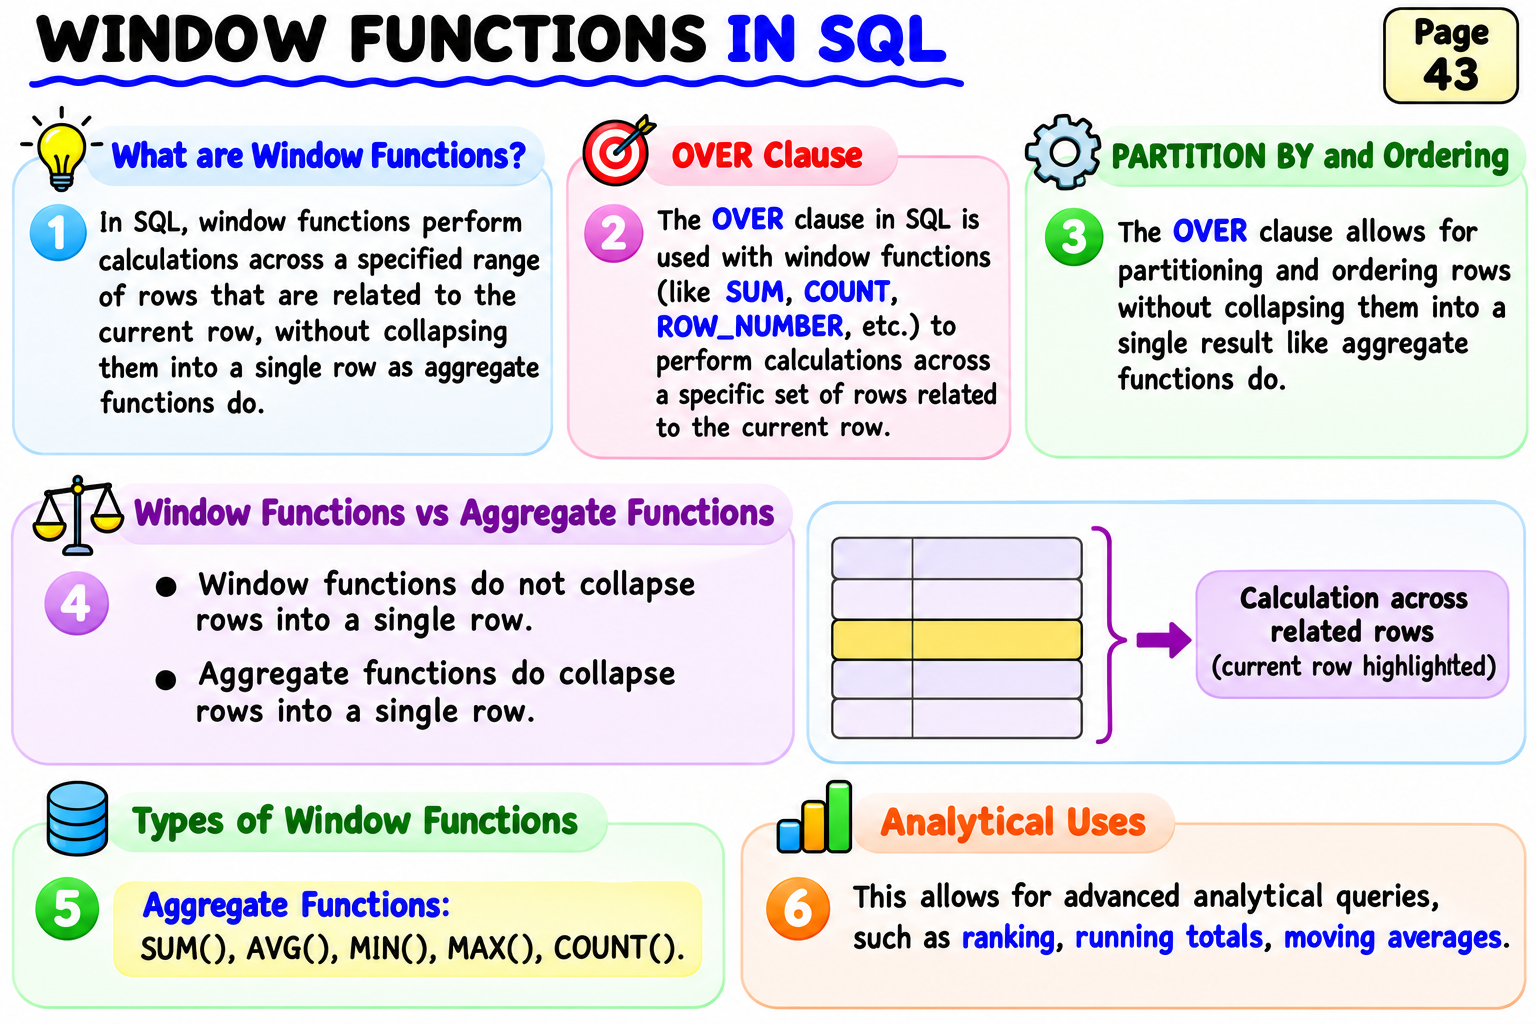 WINDOW FUNCTIONS IN SQL
Page
43
What are Window Functions?
1
In SQL, window functions perform
calculations across a specified range
of rows that are related to the
current row, without collapsing
them into a single row as aggregate
functions do.
OVER Clause
2
The OVER clause in SQL is
used with window functions
(like SUM, COUNT,
ROW_NUMBER, etc.) to
perform calculations across
a specific set of rows related
to the current row.
PARTITION BY and Ordering
3
The OVER clause allows for
partitioning and ordering rows
without collapsing them into a
single result like aggregate
functions do.
Window Functions vs Aggregate Functions
4
● Window functions do not collapse
rows into a single row.
● Aggregate functions do collapse
rows into a single row.
Calculation across
related rows
(current row highlightted)
Types of Window Functions
5
Aggregate Functions:
SUM(), AVG(), MIN(), MAX(), COUNT().
Analytical Uses
6
This allows for advanced analytical queries,
such as ranking, running totals, moving averages.